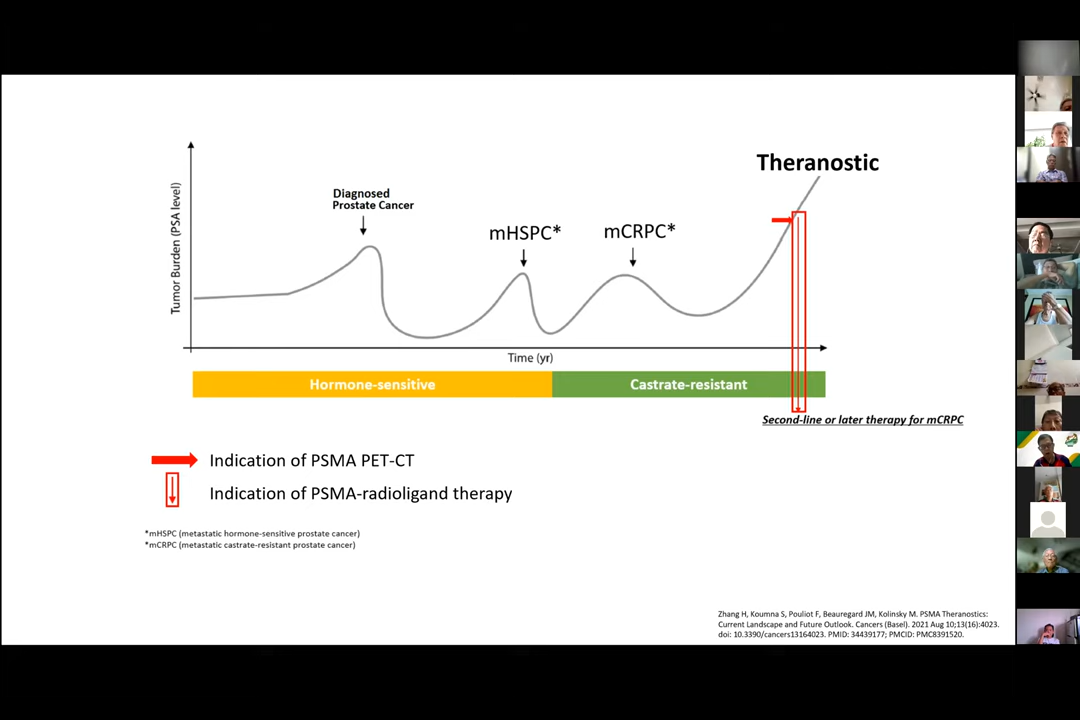 Theranostic
Diagnosed
Prostate Cancer
mHSPC*
mCRPC*
Tumor Burden (PSA level)
Time (yr)
Hormone-sensitive
Castrate-resistant
Second-line or later therapy for mCRPC
Indication of PSMA PET-CT
Indication of PSMA-radioligand therapy
*mHSPC (metastatic hormone-sensitive prostate cancer)
*mCRPC (metastatic castrate-resistant prostate cancer)
Zhang H, Koumna S, Pouliot F, Beauregard JM, Kolinsky M. PSMA Theranostics:
Current Landscape and Future Outlook. Cancers (Basel). 2021 Aug 10;13(16):4023.
doi: 10.3390/cancers13164023. PMID: 34439177; PMCID: PMC8391520.